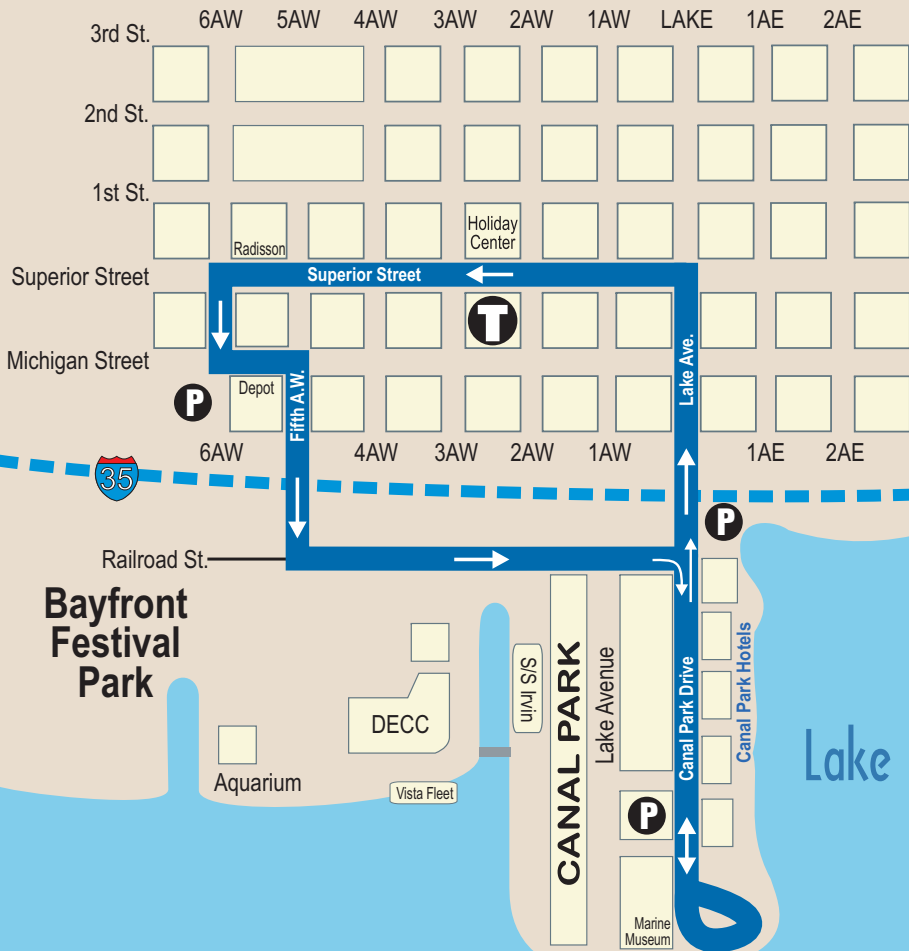 6AW 5AW 4AW 3AW 2AW 1AW LAKE 1AE 2AE
3rd St.
2nd St.
1st St.
Radisson
Holiday
Center
Superior Street
Superior Street
T
Michigan Street
Lake Ave.
P
Depot
Fifth A.W.
6AW 4AW 3AW 2AW 1AW 1AE 2AE
35
P
Railroad St.
Bayfront
Festival
Park
DECC
S/S Irvin
CANAL PARK
Lake Avenue
Canal Park Drive
Canal Park Hotels
Lake
Aquarium
Vista Fleet
P
Marine
Museum